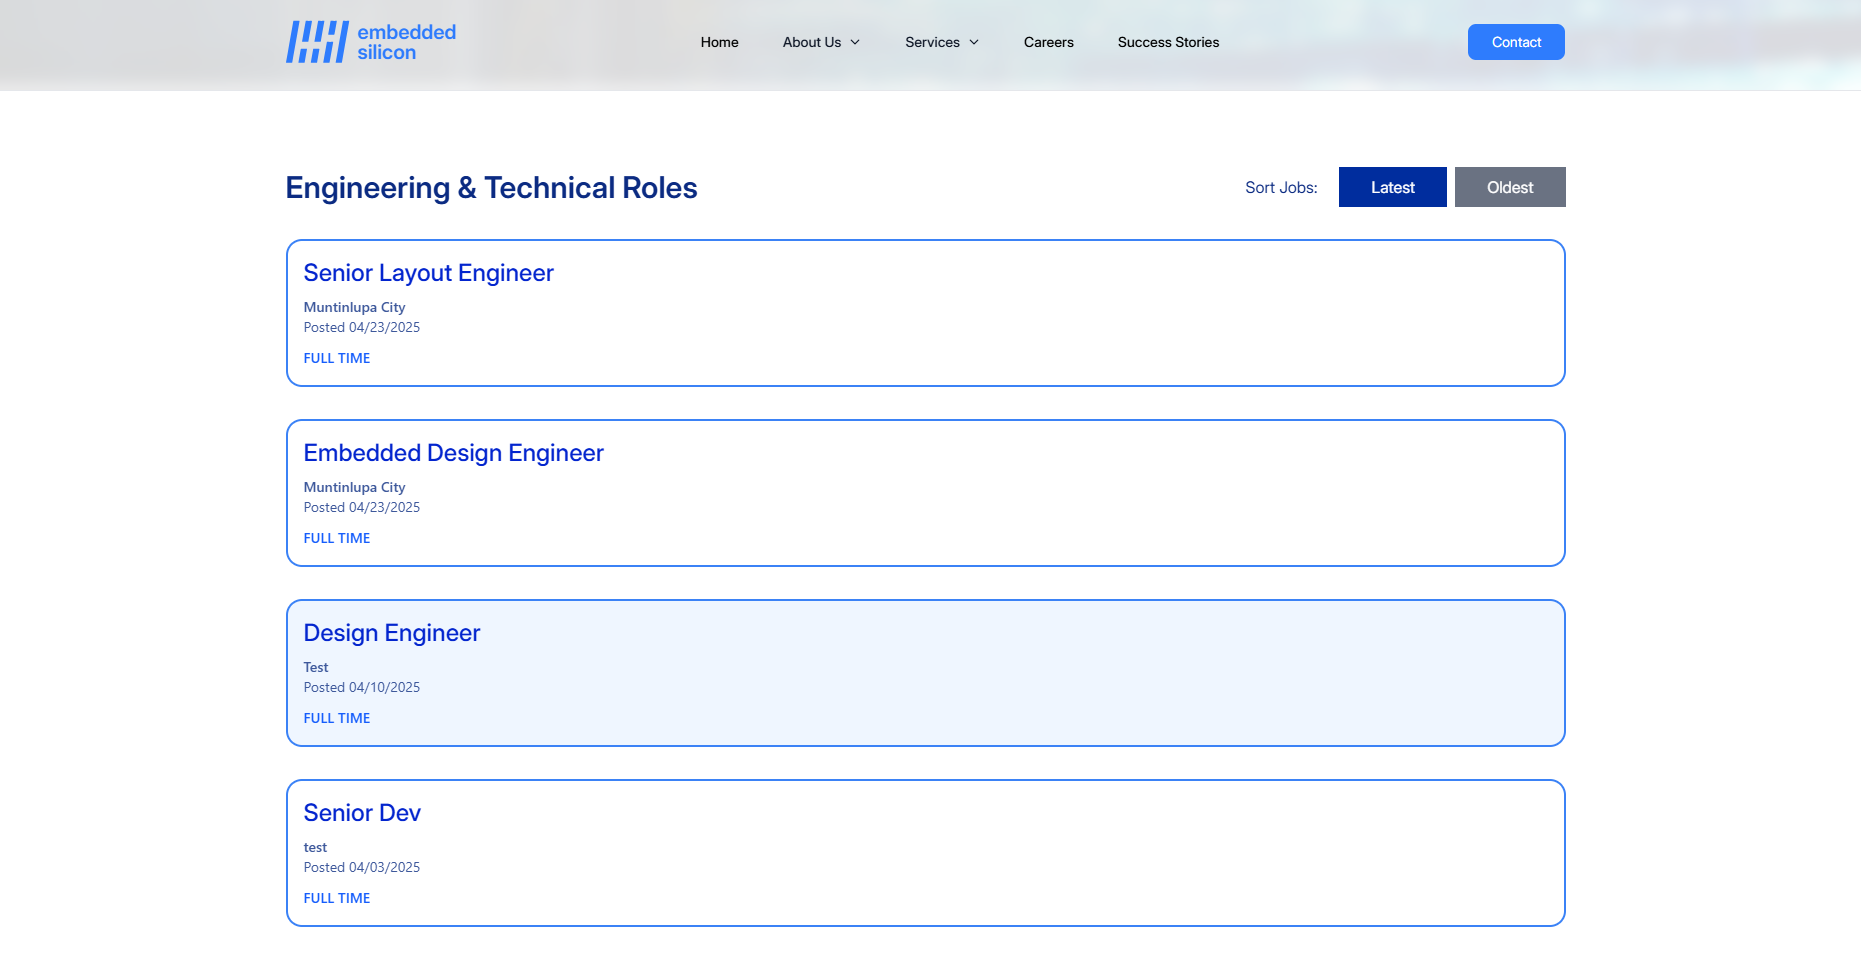 embedded
silicon
Home
About Us
Services
Careers
Success Stories
Contact
Engineering & Technical Roles
Sort Jobs:
Latest
Oldest
Senior Layout Engineer
Muntinlupa City
Posted 04/23/2025
FULL TIME
Embedded Design Engineer
Muntinlupa City
Posted 04/23/2025
FULL TIME
Design Engineer
Test
Posted 04/10/2025
FULL TIME
Senior Dev
test
Posted 04/03/2025
FULL TIME